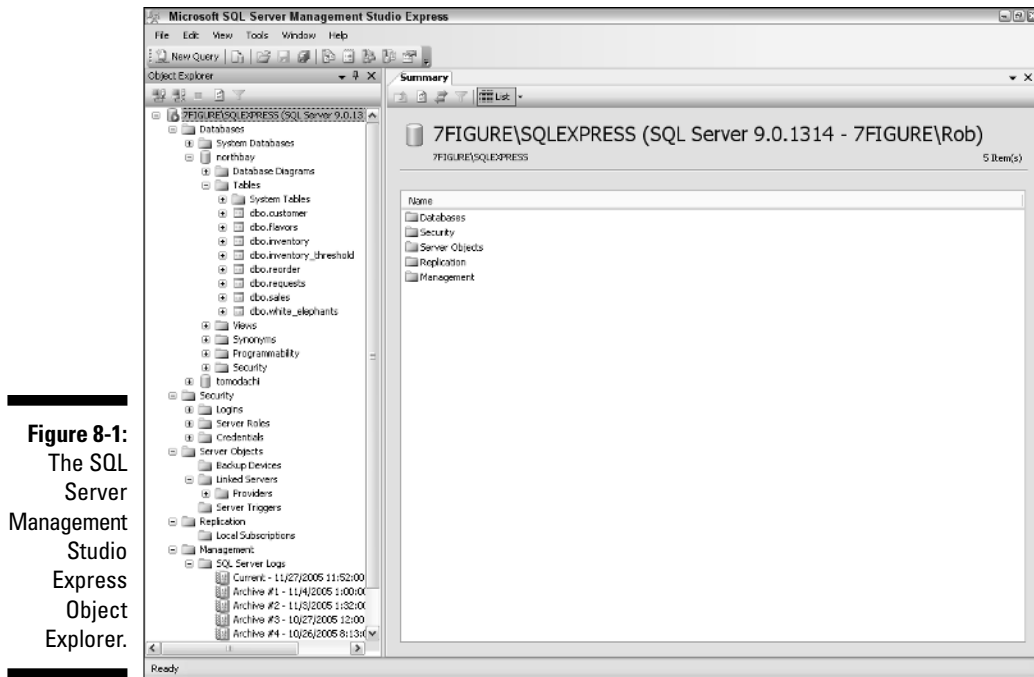 Microsoft SQL Server Management Studio Express
File Edit View Tools Window Help
New Query
Object Explorer
Summary
List
7FIGURE\SQLEXPRESS (SQL Server 9.0.13
Databases
System Databases
northbay
Database Diagrams
Tables
System Tables
dbo.customer
dbo.flavors
dbo.inventory
dbo.inventory_threshold
dbo.reorder
dbo.requests
dbo.sales
dbo.white_elephants
Views
Synonyms
Programmability
Security
tomodachi
Security
Logins
Server Roles
Credentials
Server Objects
Backup Devices
Linked Servers
Providers
Server Triggers
Replication
Local Subscriptions
Management
SQL Server Logs
Current - 11/27/2005 11:52:00
Archive #1 - 11/4/2005 1:00:0
Archive #2 - 11/3/2005 1:32:0
Archive #3 - 10/27/2005 12:00
Archive #4 - 10/26/2005 8:13:
7FIGURE\SQLEXPRESS (SQL Server 9.0.1314 - 7FIGURE\Rob)
7FIGURE\SQLEXPRESS
5 Item(s)
Name
Databases
Security
Server Objects
Replication
Management
Ready
Figure 8-1:
The SQL
Server
Management
Studio
Express
Object
Explorer.